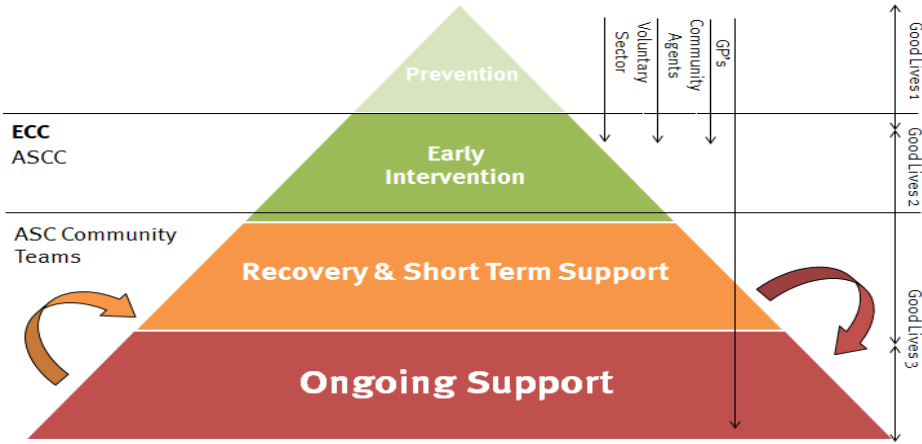 Prevention
ECC
ASCC
Early
Intervention
ASC Community
Teams
Recovery & Short Term Support
Ongoing Support
Voluntary
Sector
Community
Agents
GP's
Good Lives 1
Good Lives 2
Good Lives 3